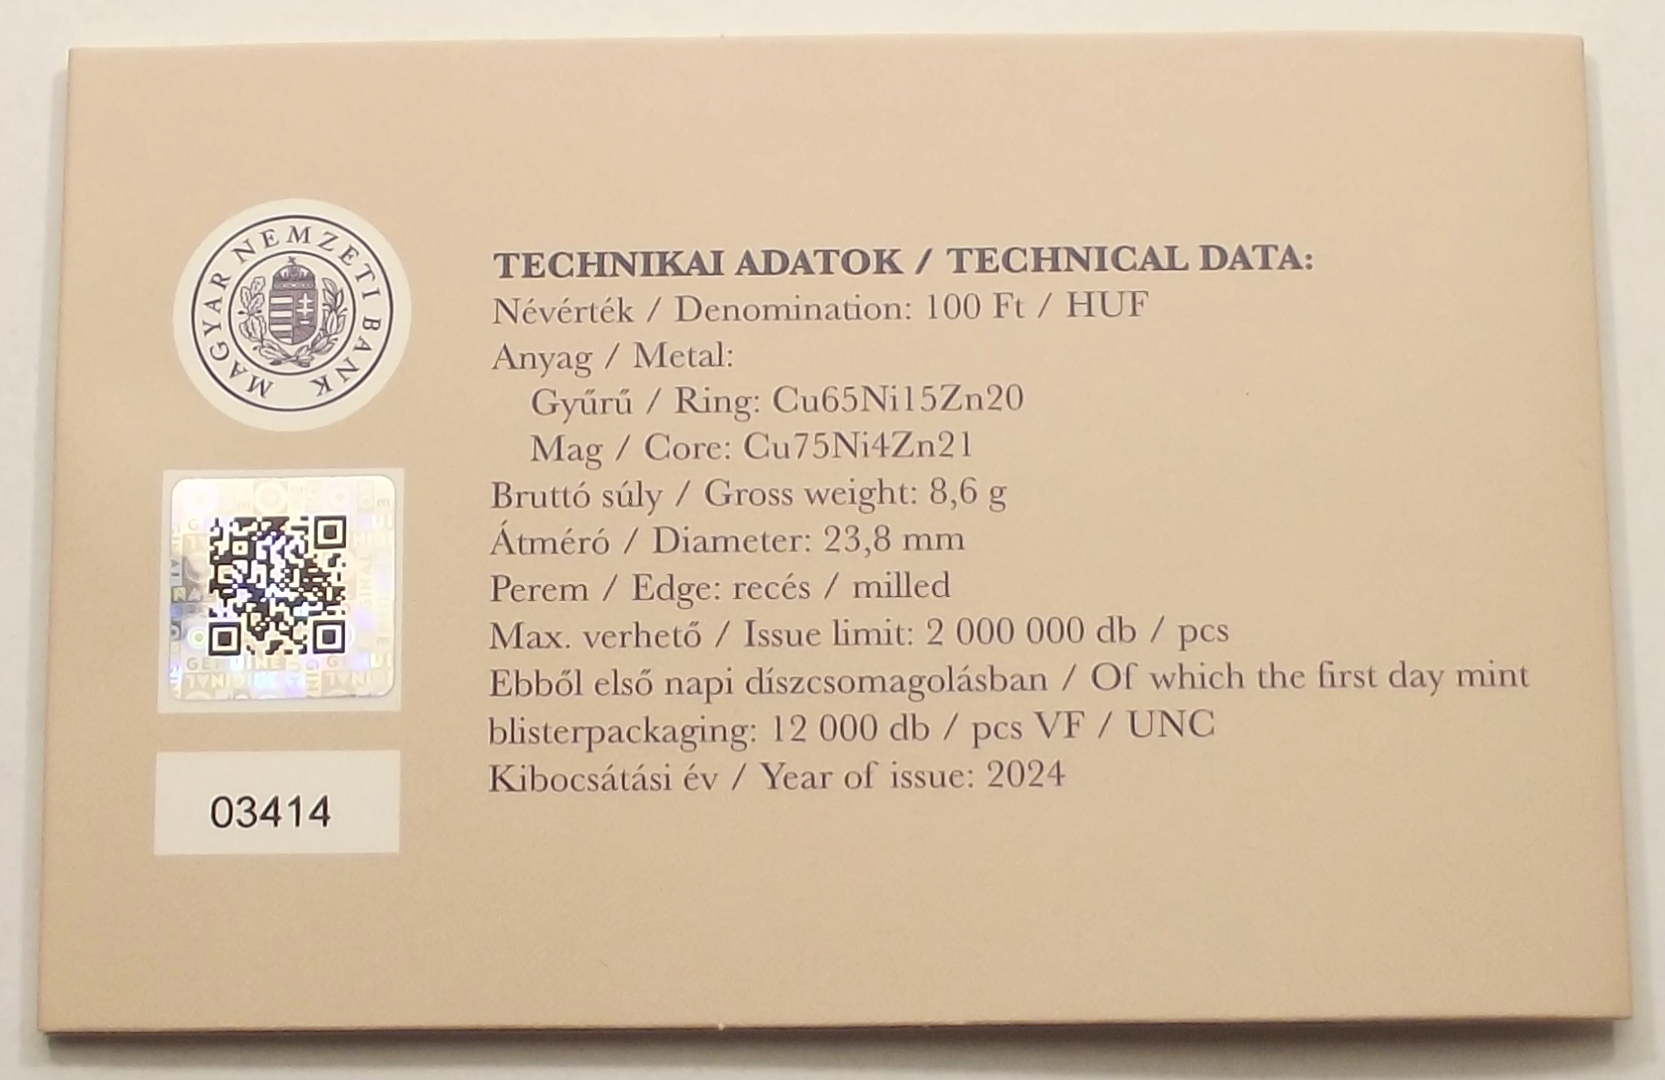 MAGYAR NEMZETI BANK
TECHNIKAI ADATOK / TECHNICAL DATA:
Névérték / Denomination: 100 Ft / HUF
Anyag / Metal:
Gyűrű / Ring: Cu65Ni15Zn20
Mag / Core: Cu75Ni4Zn21
Bruttó súly / Gross weight: 8,6 g
Átméró / Diameter: 23,8 mm
Perem / Edge: recés / milled
Max. verhető / Issue limit: 2 000 000 db / pcs
Ebből első napi díszcsomagolásban / Of which the first day mint
blisterpackaging: 12 000 db / pcs VF / UNC
Kibocsátási év / Year of issue: 2024
03414